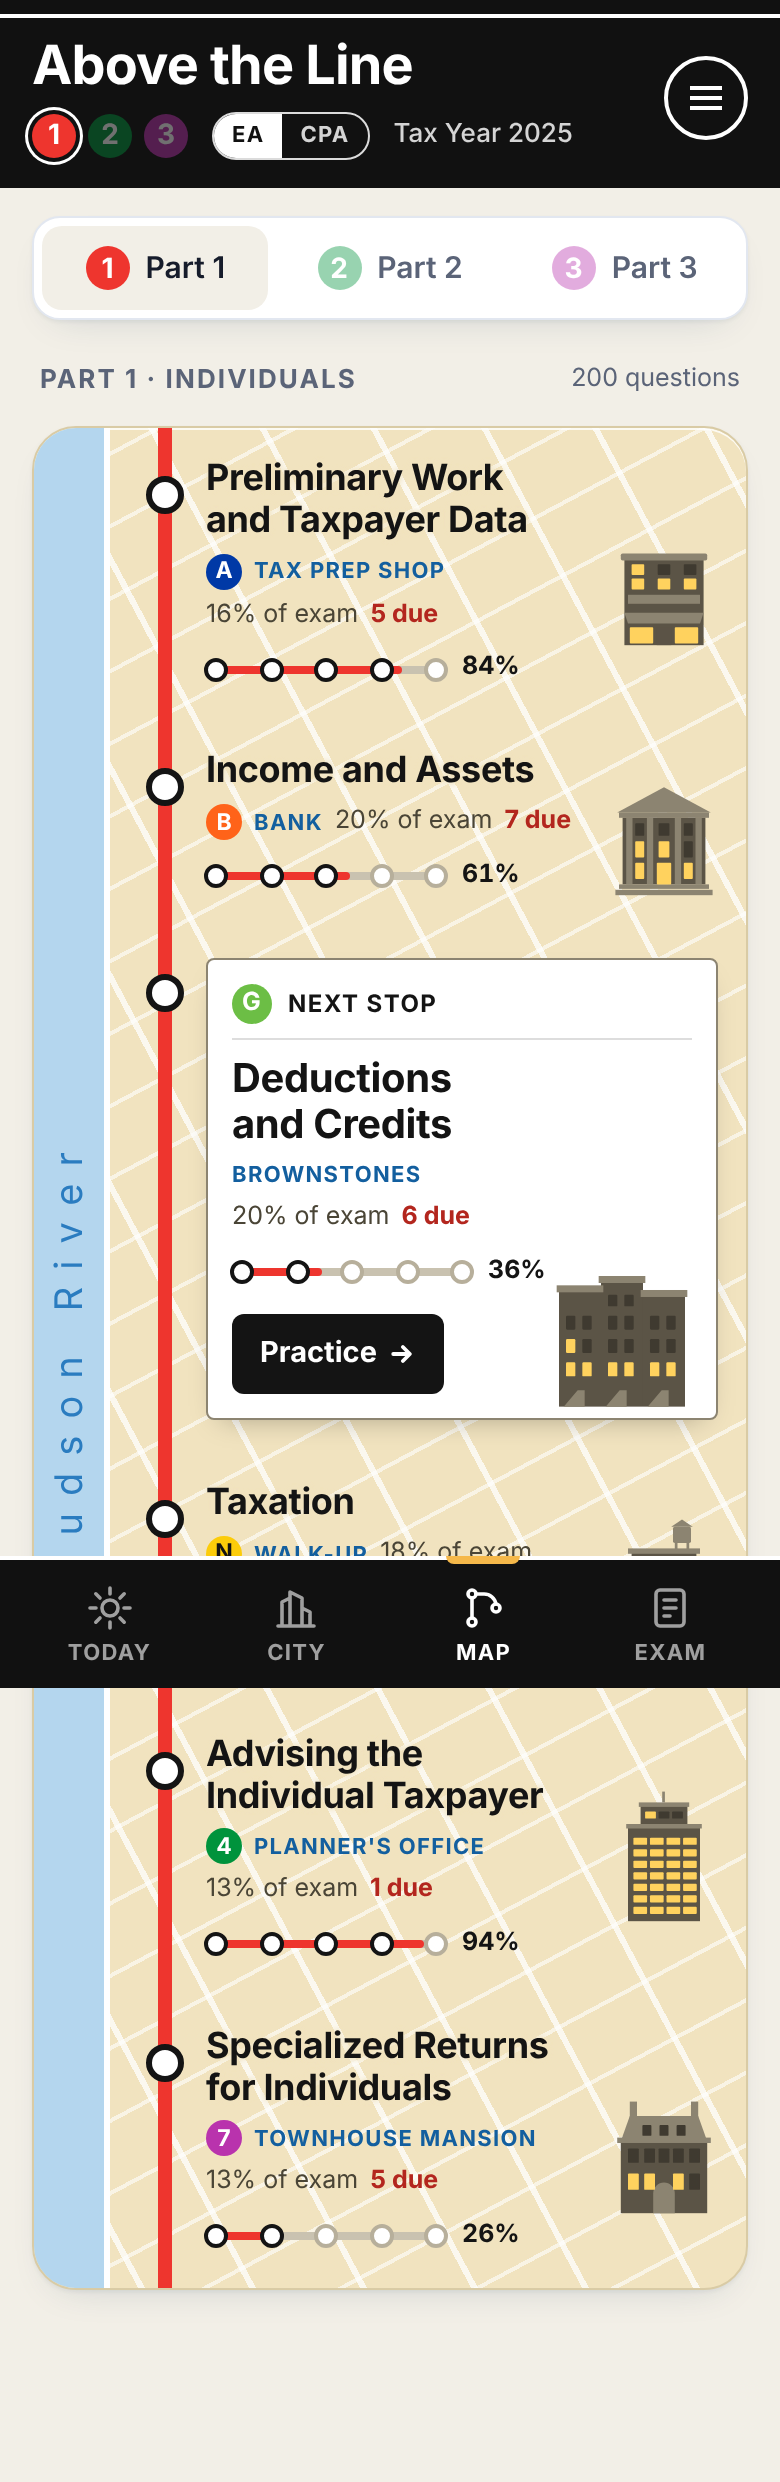 Above the Line
1 2 3 EA CPA Tax Year 2025
1 Part 1 2 Part 2 3 Part 3
PART 1 · INDIVIDUALS 200 questions
Preliminary Work
and Taxpayer Data
A TAX PREP SHOP
16% of exam 5 due
84%
Income and Assets
B BANK 20% of exam 7 due
61%
G NEXT STOP
Deductions
and Credits
BROWNSTONES
20% of exam 6 due
36%
Practice →
udson River
Taxation
N WALK-UP 18% of exam
TODAY CITY MAP EXAM
Advising the
Individual Taxpayer
4 PLANNER'S OFFICE
13% of exam 1 due
94%
Specialized Returns
for Individuals
7 TOWNHOUSE MANSION
13% of exam 5 due
26%